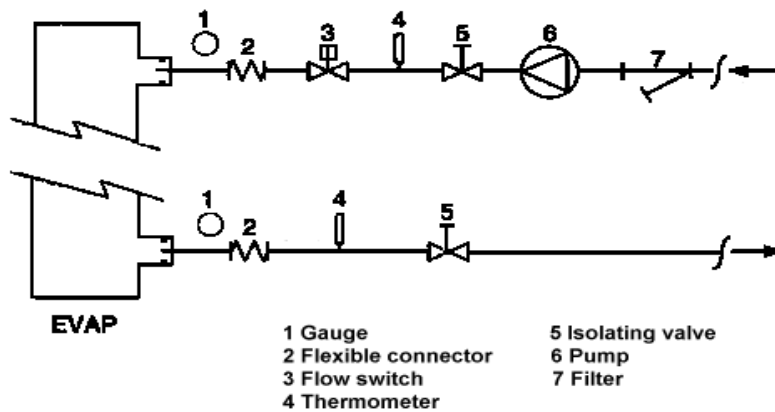 1
2
3
4
5
6
7
1
2
4
5
EVAP
1 Gauge
2 Flexible connector
3 Flow switch
4 Thermometer
5 Isolating valve
6 Pump
7 Filter